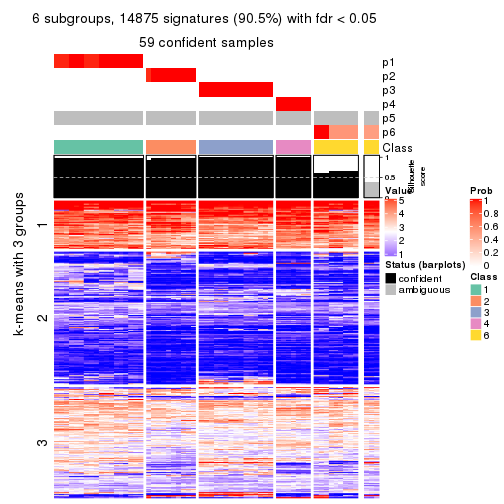 6 subgroups, 14875 signatures (90.5%) with fdr < 0.05
59 confident samples
p1
p2
p3
p4
p5
p6
Class
1
0.5
0
Silhouette
score
k-means with 3 groups
1
2
3
Value
5
4
3
2
1
Status (barplots)
confident
ambiguous
Prob
1
0.8
0.6
0.4
0.2
0
Class
1
2
3
4
6